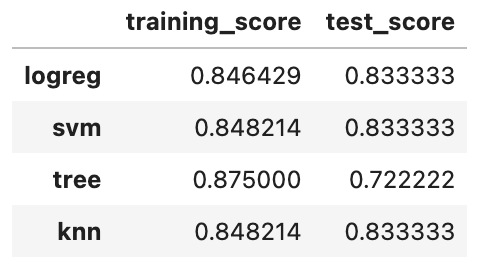 training_score test_score
logreg 0.846429 0.833333
svm 0.848214 0.833333
tree 0.875000 0.722222
knn 0.848214 0.833333